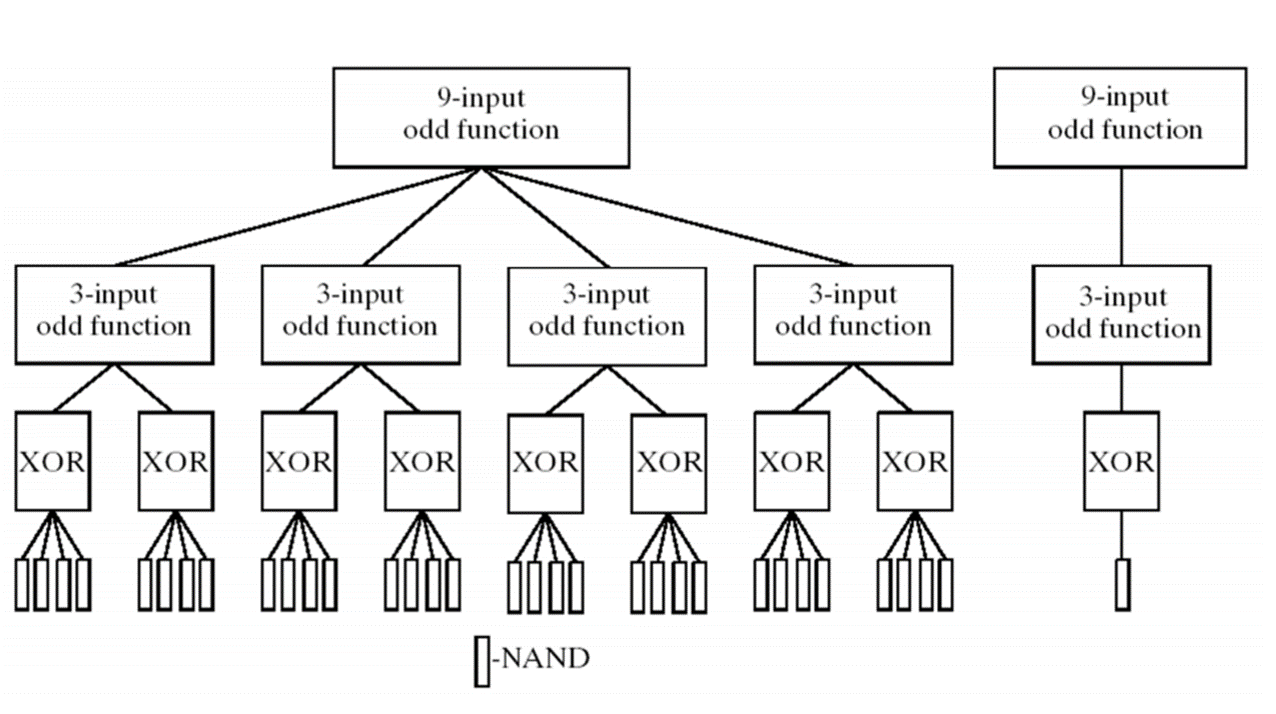 9-input
odd function
9-input
odd function
3-input
odd function
3-input
odd function
3-input
odd function
3-input
odd function
3-input
odd function
XOR
XOR
XOR
XOR
XOR
XOR
XOR
XOR
XOR
-NAND